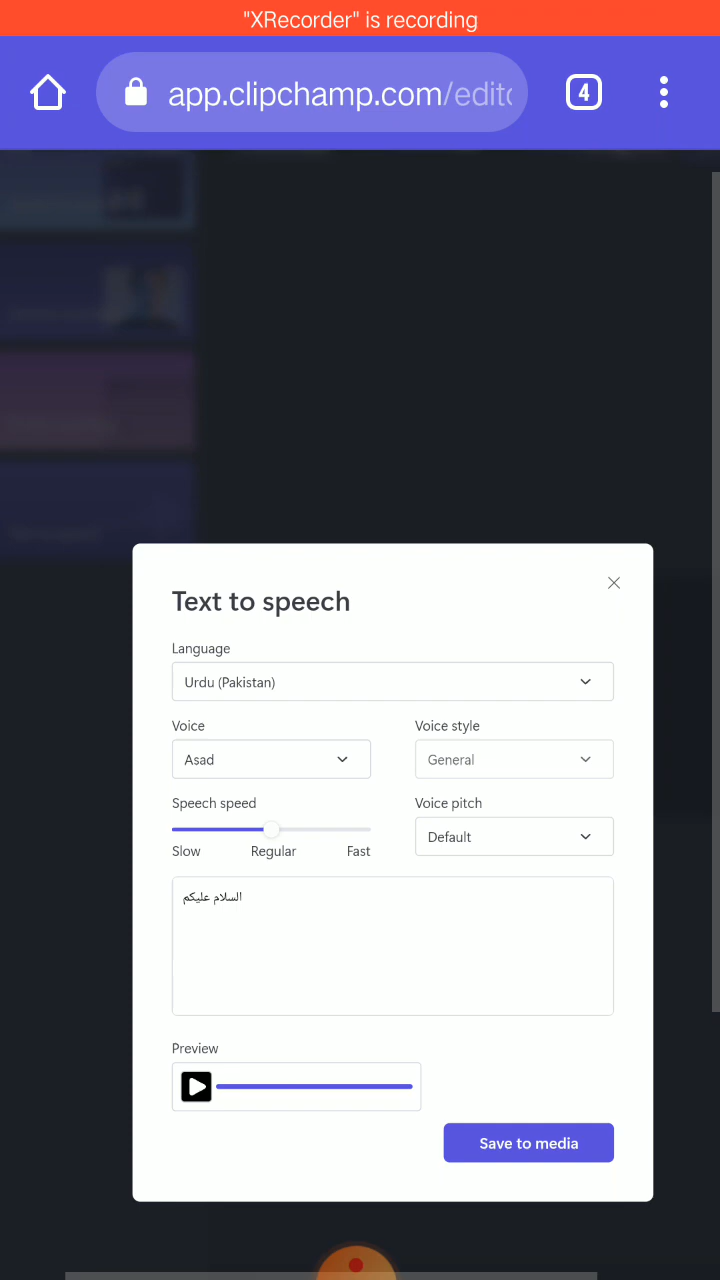 "XRecorder" is recording
app.clipchamp.com/edito
4
Text to speech
Language
Urdu (Pakistan)
Voice
Voice style
Asad
General
Speech speed
Voice pitch
Slow
Regular
Fast
Default
السلام علیکم
Preview
Save to media